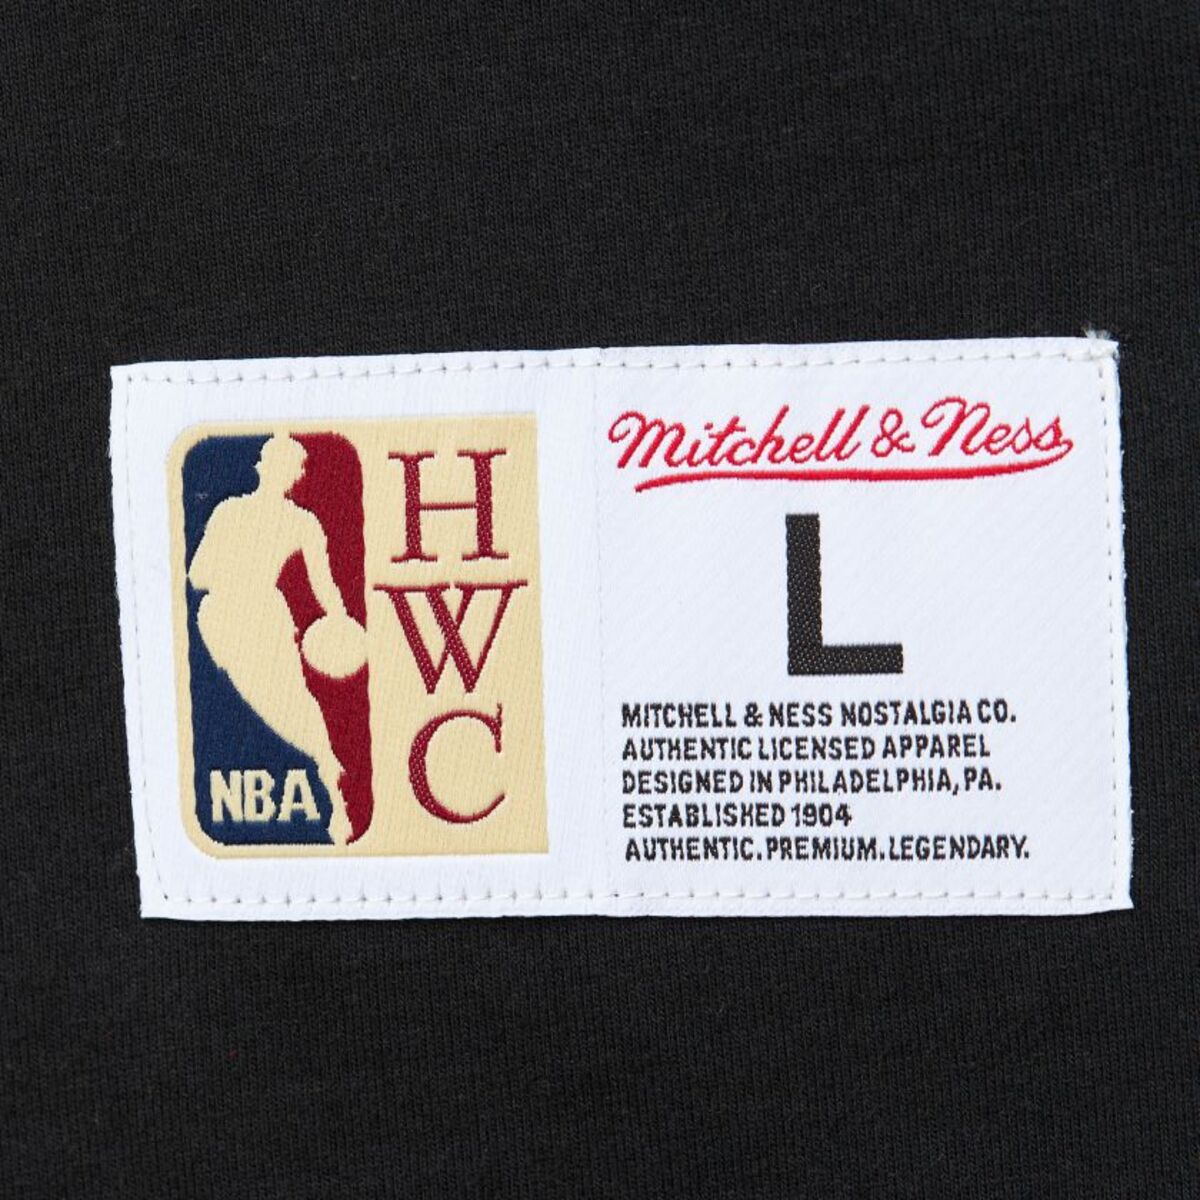 NBA
H
W
C
Mitchell & Ness
L
MITCHELL & NESS NOSTALGIA CO.
AUTHENTIC LICENSED APPAREL
DESIGNED IN PHILADELPHIA, PA.
ESTABLISHED 1904
AUTHENTIC. PREMIUM. LEGENDARY.